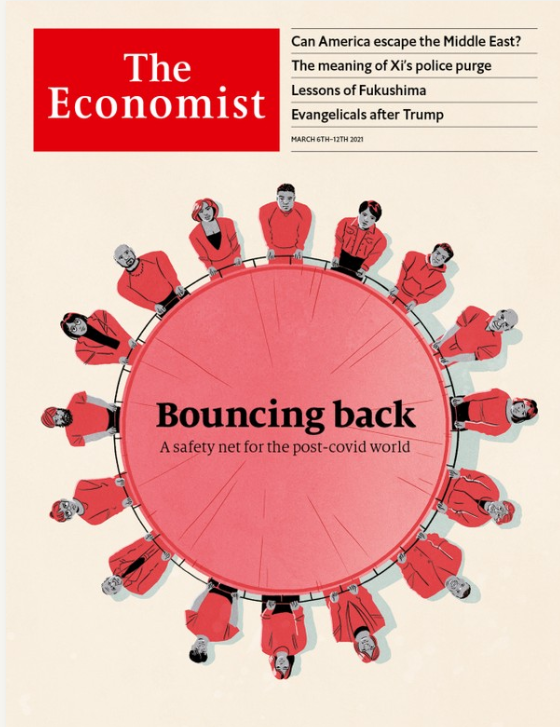 The
Economist
Can America escape the Middle East?
The meaning of Xi's police purge
Lessons of Fukushima
Evangelicals after Trump
MARCH 6TH–12TH 2021
Bouncing back
A safety net for the post-covid world